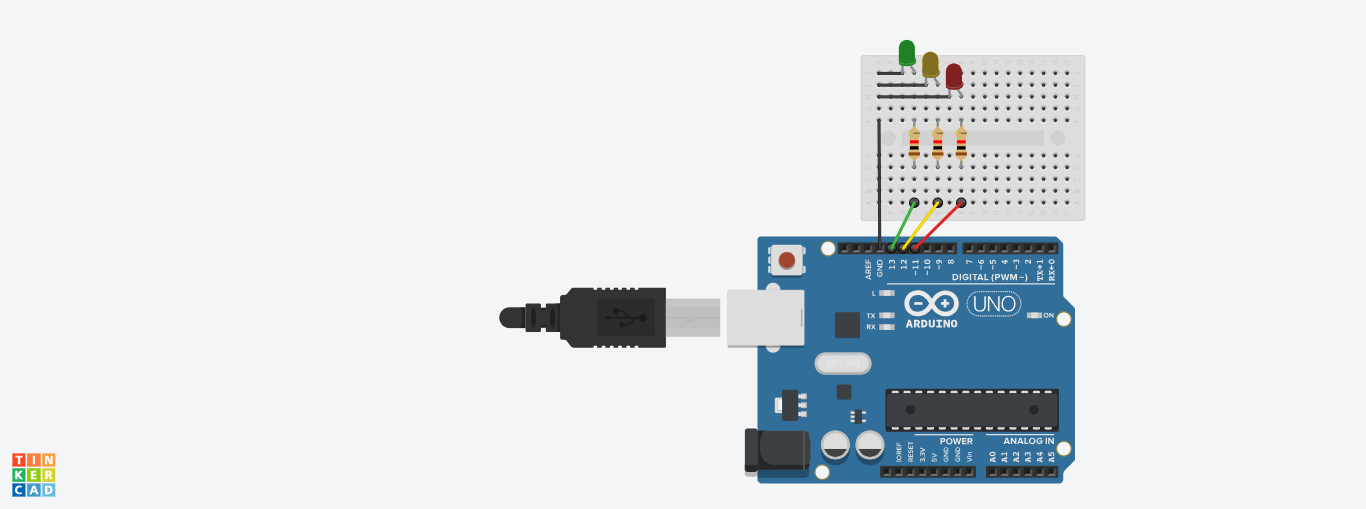 AREF
GND
13
12
~11
~10
~9
8
7
~6
~5
4
~3
2
TX→1
RX←0
DIGITAL (PWM~)
L
TX
RX
UNO
ARDUINO
ON
POWER
ANALOG IN
IOREF
RESET
3.3V
5V
GND
GND
Vin
A0
A1
A2
A3
A4
A5
TIN
KER
CAD